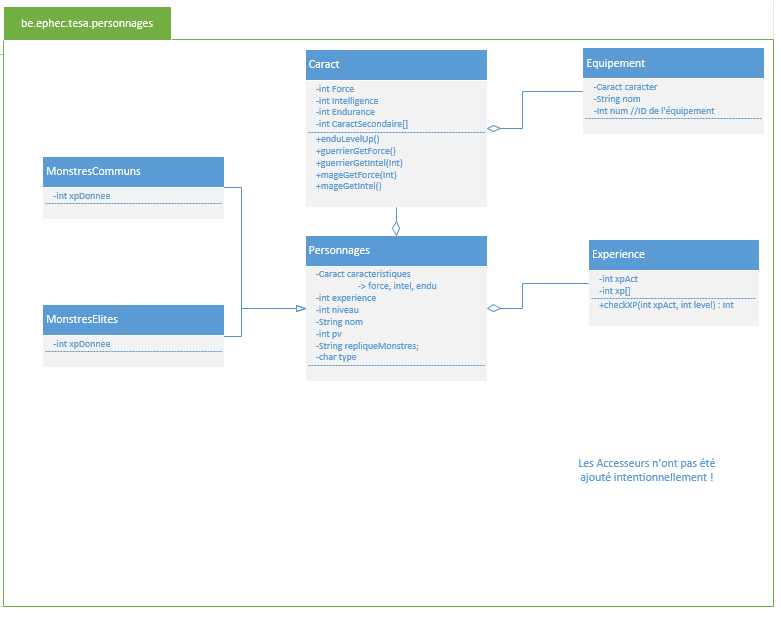 be.ephec.tesa.personnages
Caract
-int Force
-int Intelligence
-int Endurance
-int CaractSecondaire[]
+enduLevelUp()
+guerrierGetForce()
+guerrierGetIntel(Int)
+mageGetForce(Int)
+mageGetIntel()
Equipement
-Caract caracter
-String nom
-Int num //ID de l'équipement
MonstresCommuns
-int xpDonnee
Personnages
-Caract caracteristiques
-> force, intel, endu
-int experience
-int niveau
-String nom
-int pv
-String repliqueMonstres;
-char type
Experience
-int xpAct
-int xp[]
+checkXP(int xpAct, int level) : Int
MonstresElites
-int xpDonnee
Les Accesseurs n'ont pas été
ajouté intentionnellement !